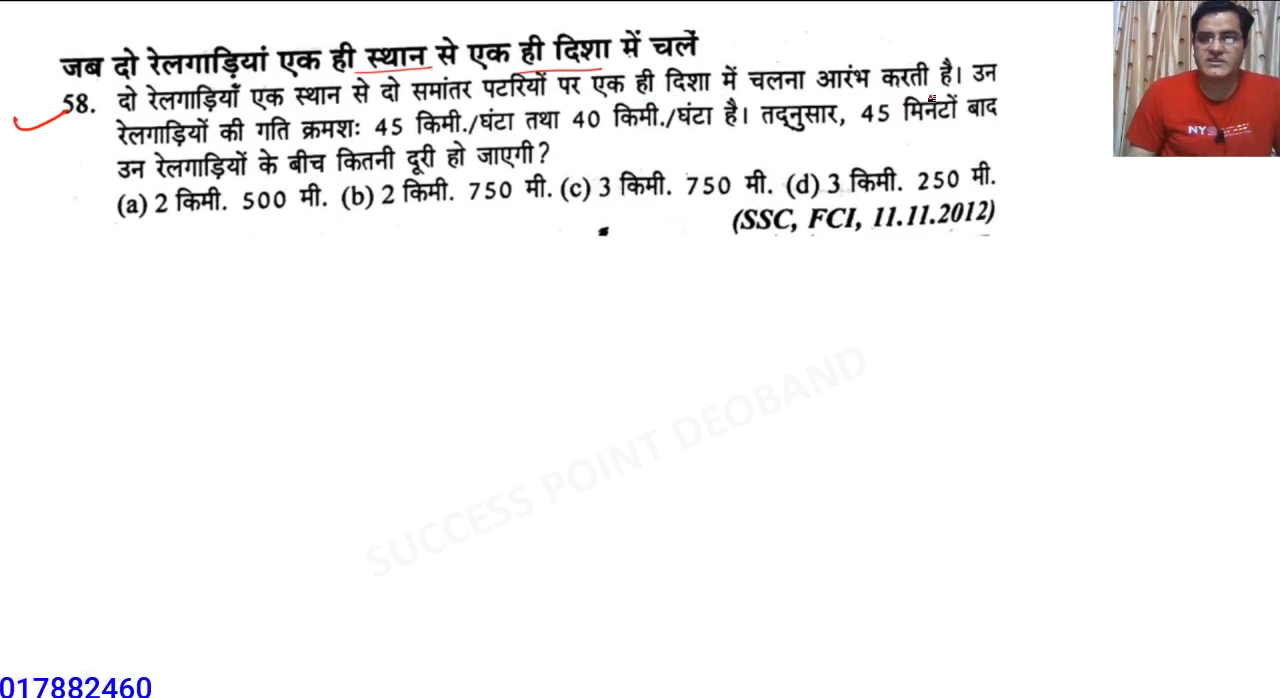 जब दो रेलगाड़ियां एक ही स्थान से एक ही दिशा में चलें
58. दो रेलगाड़ियाँ एक स्थान से दो समांतर पटरियों पर एक ही दिशा में चलना आरंभ करती है। उन
रेलगाड़ियों की गति क्रमशः 45 किमी./घंटा तथा 40 किमी./घंटा है। तद्नुसार, 45 मिनटों बाद
उन रेलगाड़ियों के बीच कितनी दूरी हो जाएगी?
(a) 2 किमी. 500 मी. (b) 2 किमी. 750 मी. (c) 3 किमी. 750 मी. (d) 3 किमी. 250 मी.
(SSC, FCI, 11.11.2012)
SUCCESS POINT DEOBAND
017882460